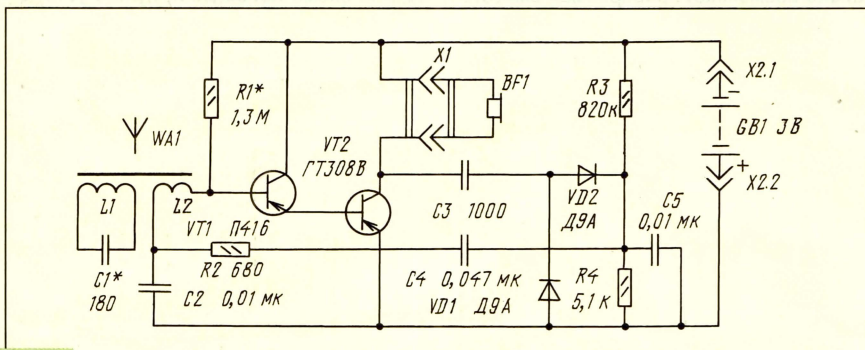 X1
BF1
R1*
1,3 М
R3
820к
X2.1
−
GB1 3В
+
X2.2
WA1
VT2
ГТ308В
L1
L2
VT1 П416
C3 1000
VD2
Д9А
C5
0,01 мк
C1*
180
R2 680
C2 0,01 мк
C4 0,047 мк
VD1 Д9А
R4
5,1 к